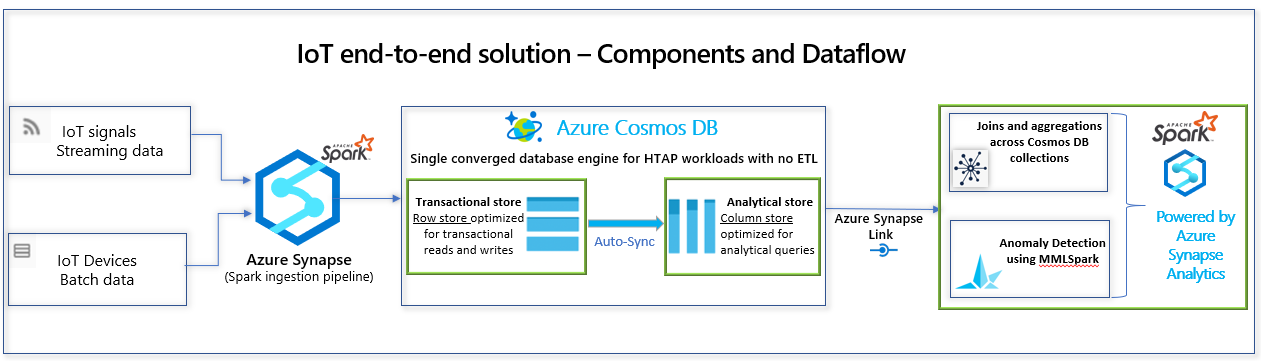 IoT end-to-end solution – Components and Dataflow
IoT signals
Streaming data
IoT Devices
Batch data
APACHE
Spark
Azure Synapse
(Spark ingestion pipeline)
Azure Cosmos DB
Single converged database engine for HTAP workloads with no ETL
Transactional store
Row store optimized
for transactional
reads and writes
Auto-Sync
Analytical store
Column store
optimized for
analytical queries
Azure Synapse
Link
Joins and aggregations
across Cosmos DB
collections
Anomaly Detection
using MMLSpark
APACHE
Spark
Powered by
Azure
Synapse
Analytics